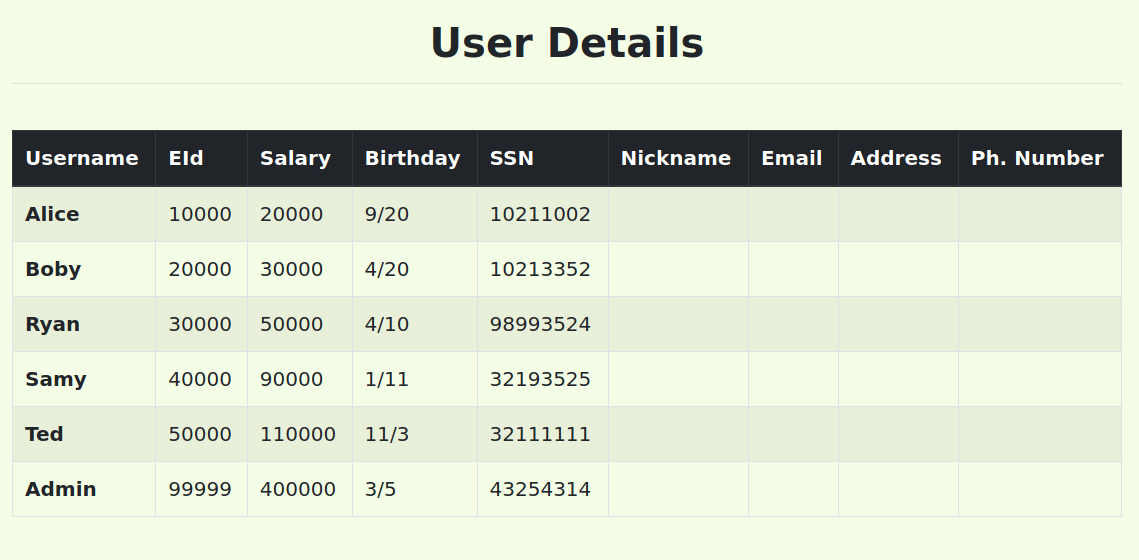 User Details
Username EId Salary Birthday SSN Nickname Email Address Ph. Number
Alice 10000 20000 9/20 10211002
Boby 20000 30000 4/20 10213352
Ryan 30000 50000 4/10 98993524
Samy 40000 90000 1/11 32193525
Ted 50000 110000 11/3 32111111
Admin 99999 400000 3/5 43254314